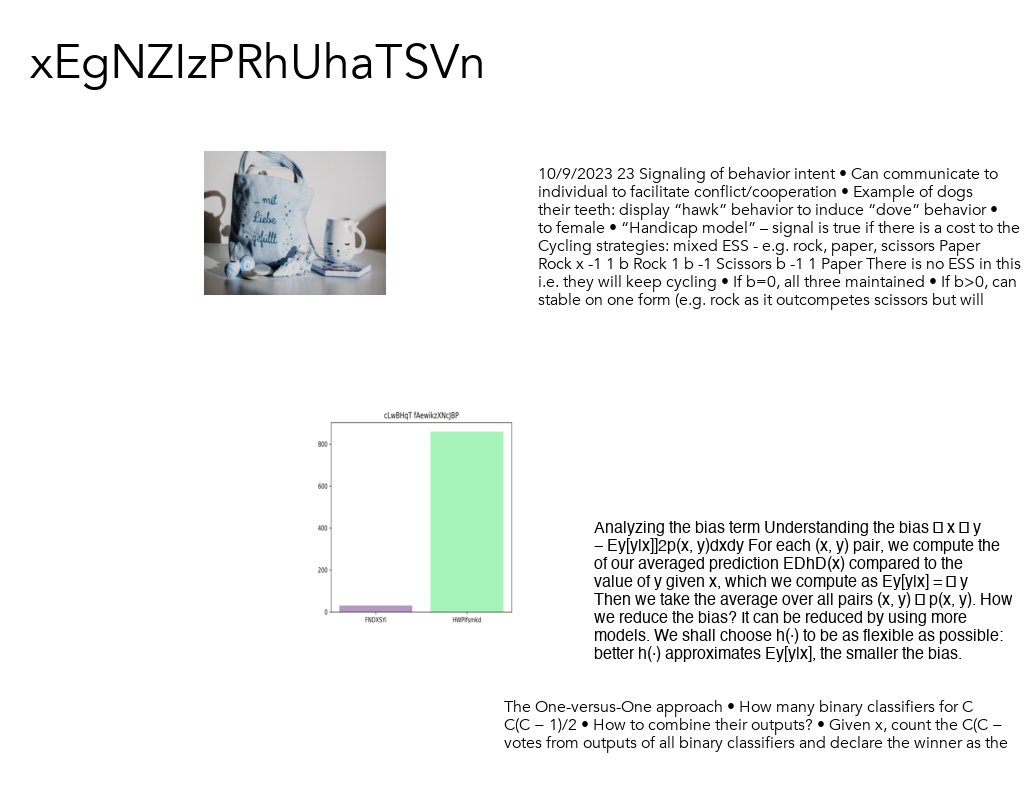 xEgNZIzPRhUhaTSVn
... mit
Liebe
gefüllt
10/9/2023 23 Signaling of behavior intent • Can communicate to
individual to facilitate conflict/cooperation • Example of dogs
their teeth: display “hawk” behavior to induce “dove” behavior •
to female • “Handicap model” – signal is true if there is a cost to the
Cycling strategies: mixed ESS - e.g. rock, paper, scissors Paper
Rock x -1 1 b Rock 1 b -1 Scissors b -1 1 Paper There is no ESS in this
i.e. they will keep cycling • If b=0, all three maintained • If b>0, can
stable on one form (e.g. rock as it outcompetes scissors but will
cLwBHqT fAewikzXNcJBP
800
600
400
200
0
FNDXSYl
HWPlfsmkd
Analyzing the bias term Understanding the bias □ x □ y
− Ey[y|x]]2p(x, y)dxdy For each (x, y) pair, we compute the
of our averaged prediction EDhD(x) compared to the
value of y given x, which we compute as Ey[y|x] = □ y
Then we take the average over all pairs (x, y) □ p(x, y). How
we reduce the bias? It can be reduced by using more
models. We shall choose h(·) to be as flexible as possible:
better h(·) approximates Ey[y|x], the smaller the bias.
The One-versus-One approach • How many binary classifiers for C
C(C − 1)/2 • How to combine their outputs? • Given x, count the C(C −
votes from outputs of all binary classifiers and declare the winner as the